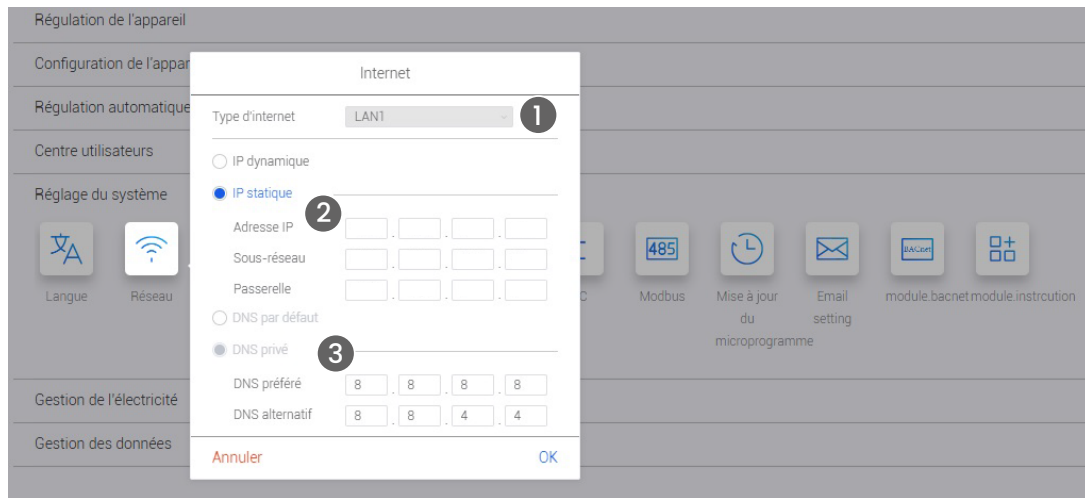 Régulation de l'appareil
Configuration de l'appar
Internet
Régulation automatique
Type d'internet LAN1 1
Centre utilisateurs
IP dynamique
Réglage du système
IP statique
2
Adresse IP . . .
Sous-réseau . . .
Passerelle . . .
文A
485
BACnet
Langue Réseau C Modbus Mise à jour du microprogramme Email setting module.bacnet module.instrcution
DNS par défaut
DNS privé 3
DNS préféré 8 . 8 . 8 . 8
Gestion de l'électricité
DNS alternatif 8 . 8 . 4 . 4
Gestion des données
Annuler OK